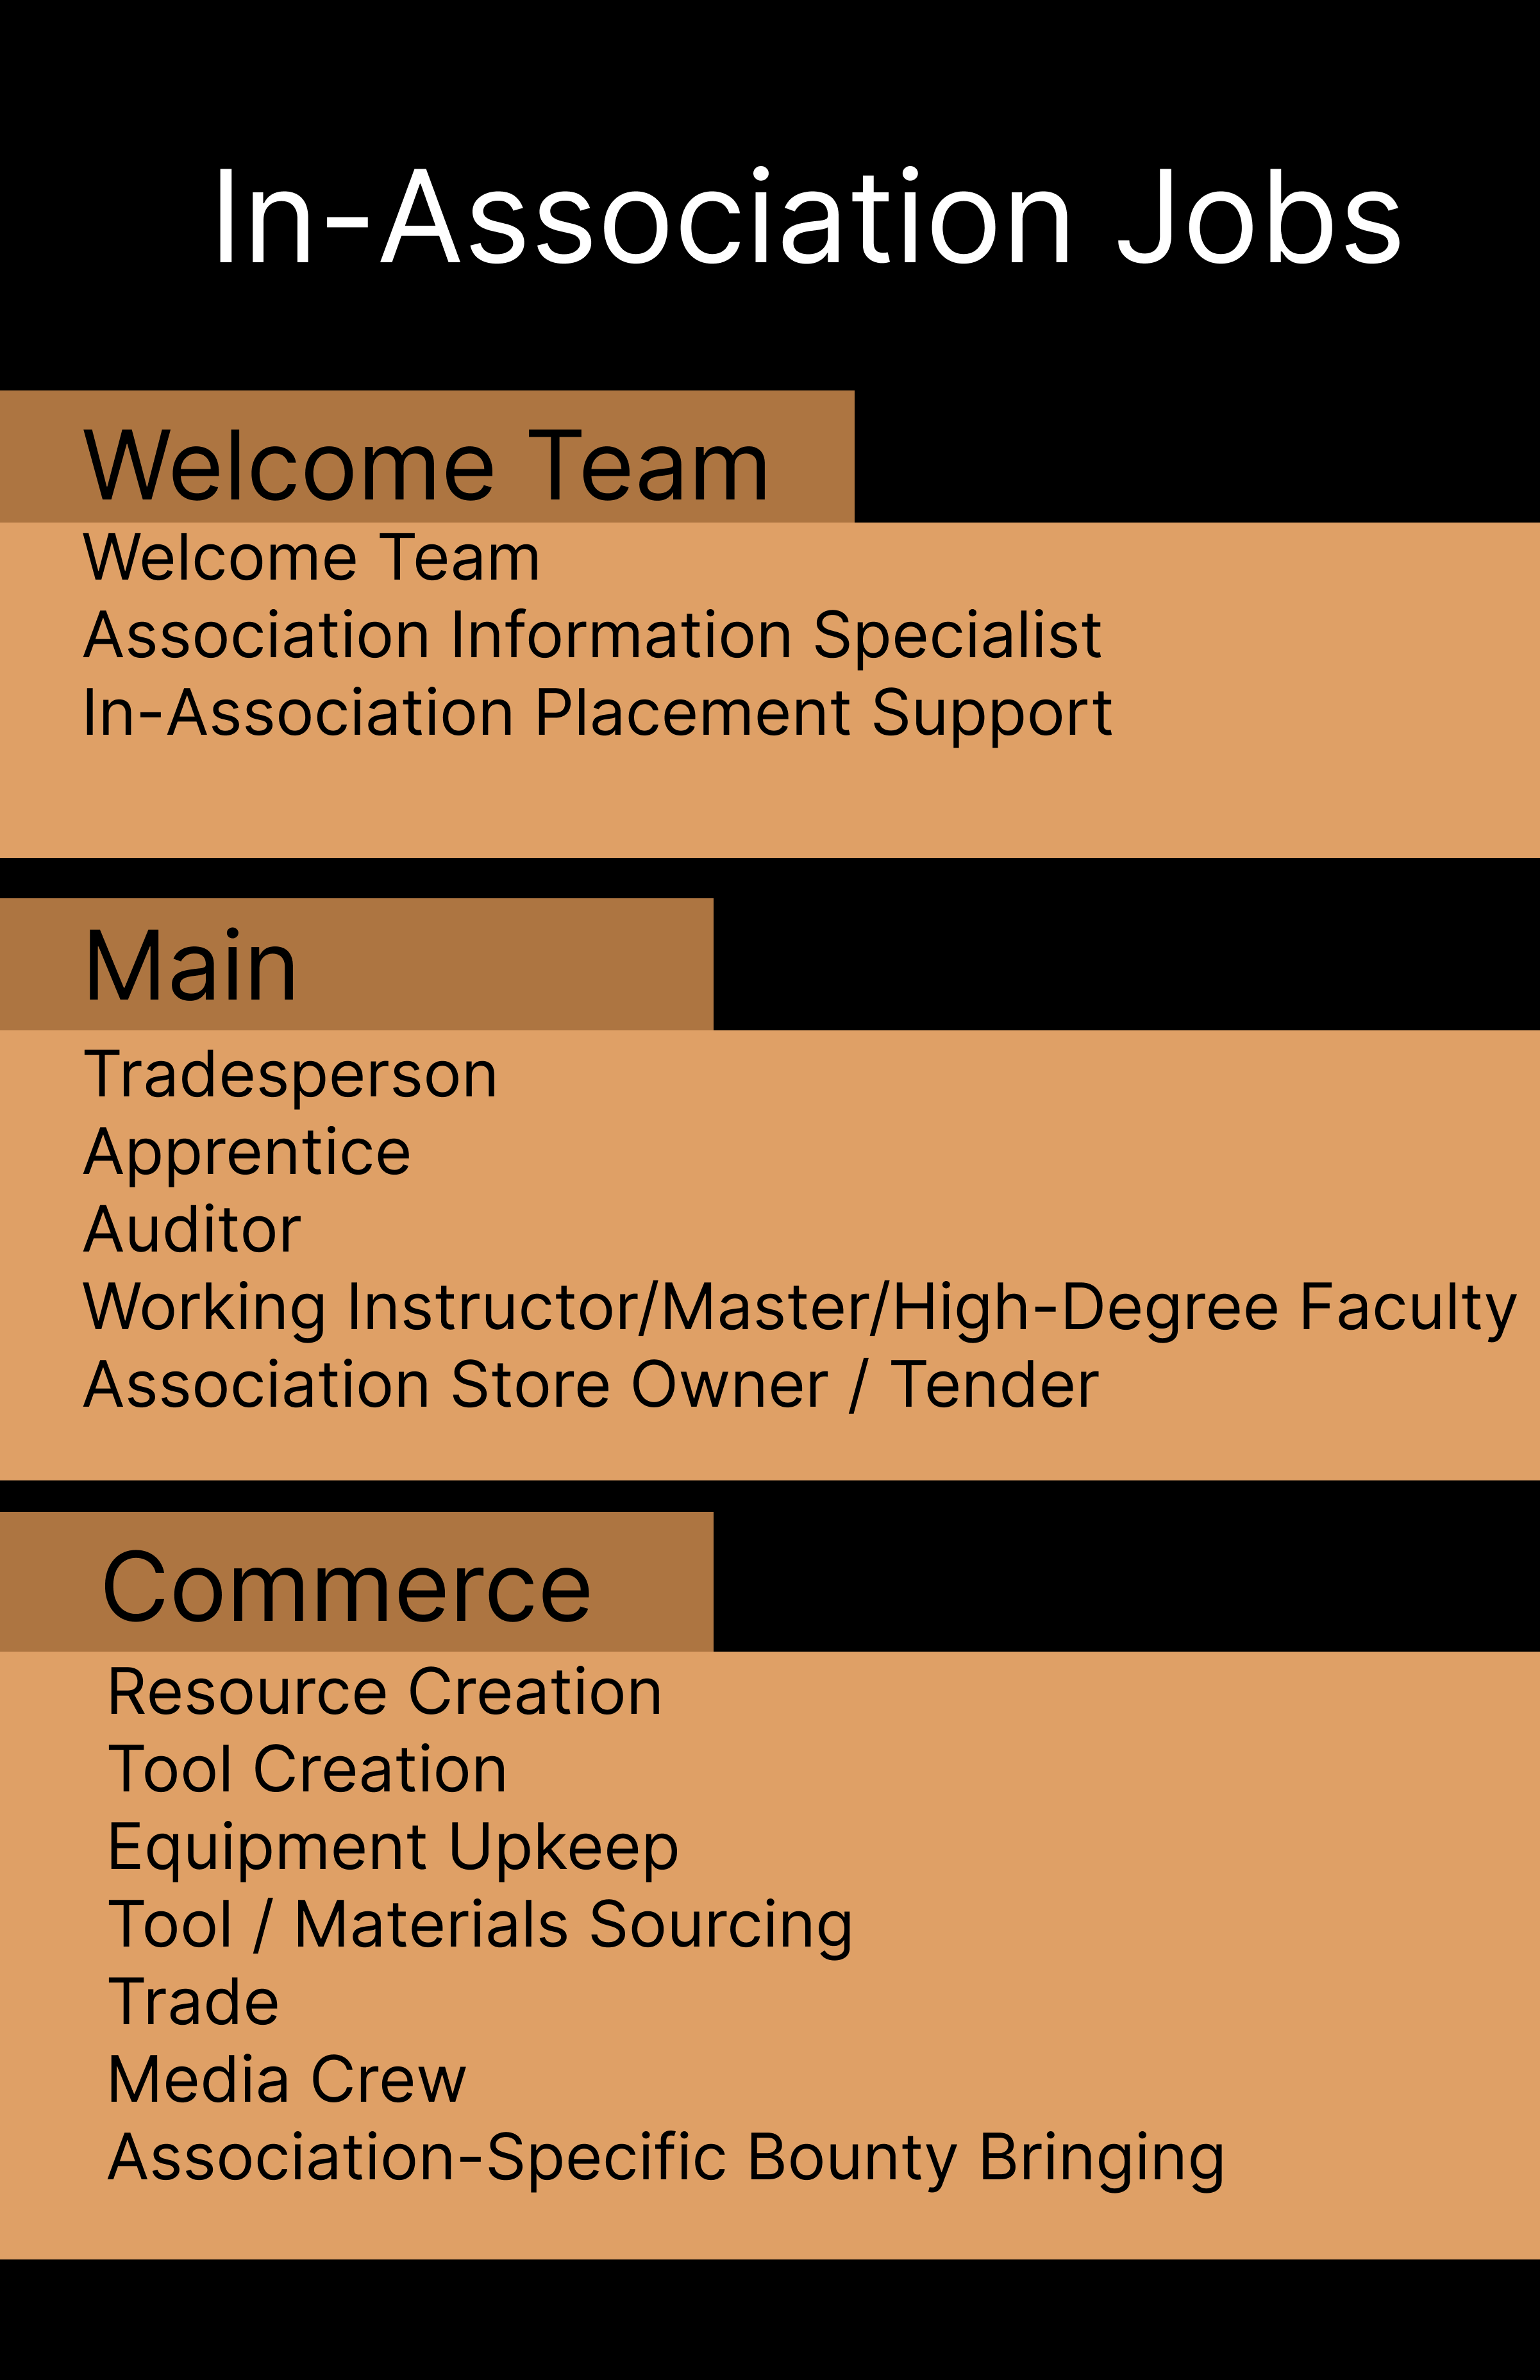 In-Association Jobs
Welcome Team
Welcome Team
Association Information Specialist
In-Association Placement Support
Main
Tradesperson
Apprentice
Auditor
Working Instructor/Master/High-Degree Faculty
Association Store Owner / Tender
Commerce
Resource Creation
Tool Creation
Equipment Upkeep
Tool / Materials Sourcing
Trade
Media Crew
Association-Specific Bounty Bringing